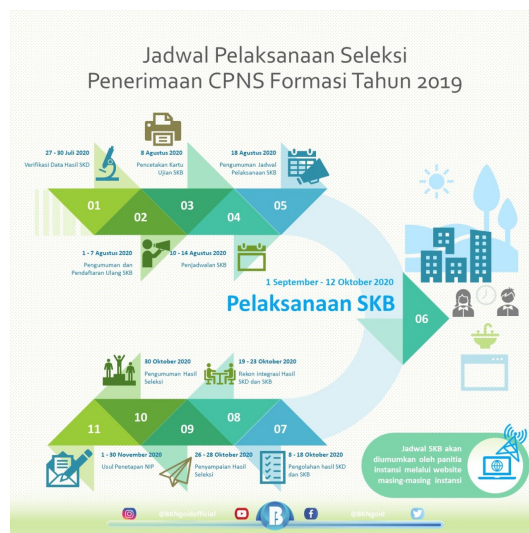 Jadwal Pelaksanaan Seleksi
Penerimaan CPNS Formasi Tahun 2019
27 - 30 Juli 2020
Verifikasi Data Hasil SKD
8 Agustus 2020
Pencetakan Kartu
Ujian SKB
18 Agustus 2020
Pengumuman Jadwal
Pelaksanaan SKB
01
02
03
04
05
1 - 7 Agustus 2020
Pengumuman dan
Pendaftaran Ulang SKB
10 - 14 Agustus 2020
Penjadwalan SKB
1 September - 12 Oktober 2020
Pelaksanaan SKB
06
30 Oktober 2020
Pengumuman Hasil
Seleksi
19 - 23 Oktober 2020
Rekon Integrasi Hasil
SKD dan SKB
11
10
09
08
07
1 - 30 November 2020
Usul Penetapan NIP
26 - 28 Oktober 2020
Penyampaian Hasil
Seleksi
8 - 18 Oktober 2020
Pengolahan hasil SKD
dan SKB
Jadwal SKB akan
diumumkan oleh panitia
instansi melalui website
masing-masing instansi
@BKNgoidofficial
@BKNgoid